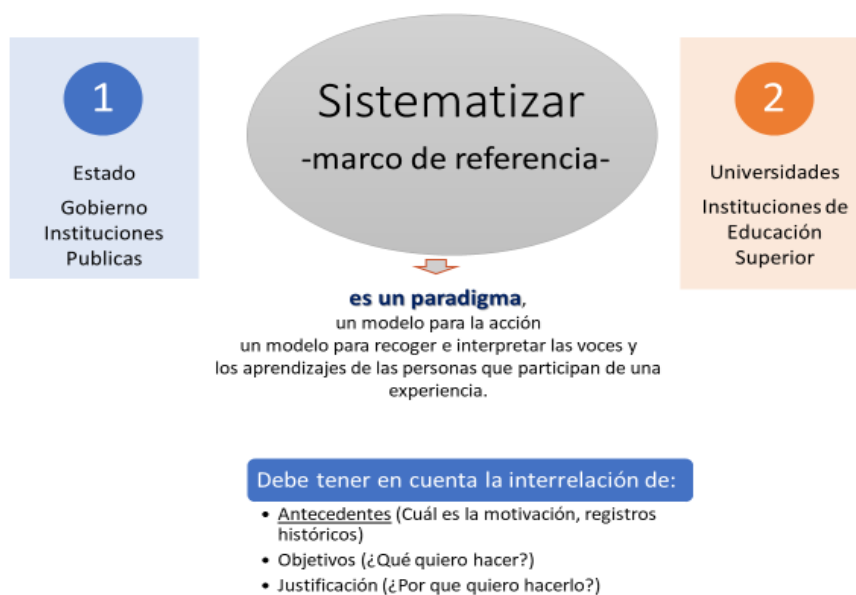 1
Estado
Gobierno
Instituciones
Publicas
Sistematizar
-marco de referencia-
2
Universidades
Instituciones de
Educación
Superior
es un paradigma,
un modelo para la acción
un modelo para recoger e interpretar las voces y
los aprendizajes de las personas que participan de una
experiencia.
Debe tener en cuenta la interrelación de:
• Antecedentes (Cuál es la motivación, registros
históricos)
• Objetivos (¿Qué quiero hacer?)
• Justificación (¿Por que quiero hacerlo?)